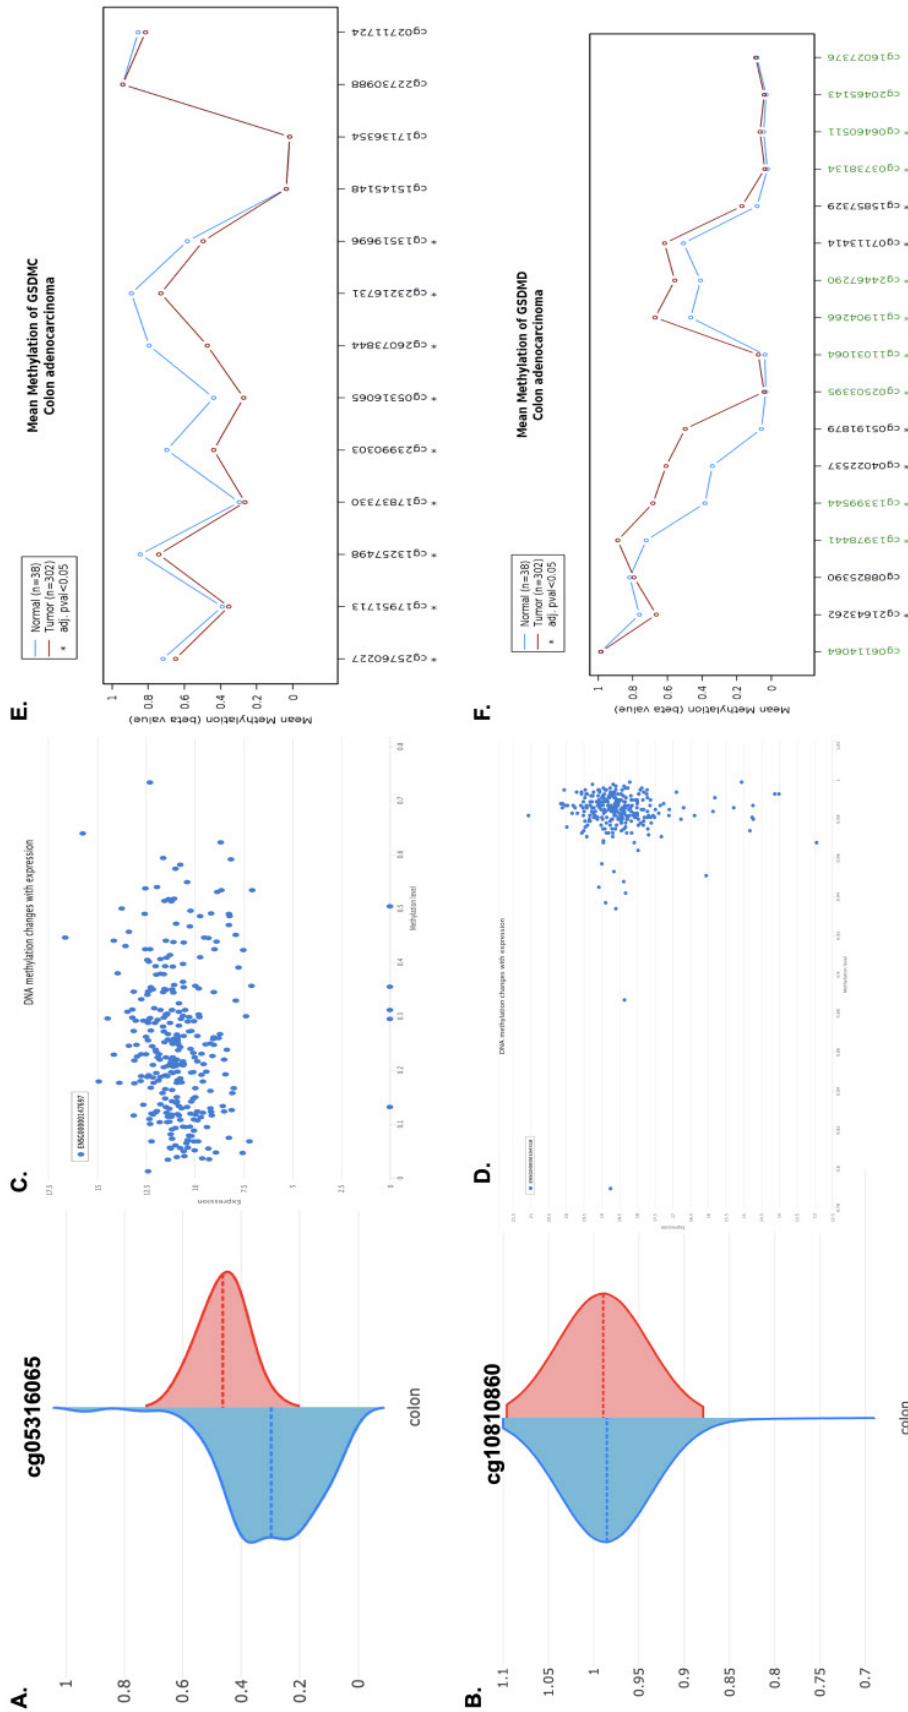 A.
cg05316065
1
0.8
0.6
0.4
0.2
0
colon
B.
cg10810860
1.1
1.05
1
0.95
0.9
0.85
0.8
0.75
0.7
colon
C.
DNA methylation changes with expression
ENSG00000147697
17.5
15
12.5
10
7.5
5
2.5
0
Expression
0
0.1
0.2
0.3
0.4
0.5
0.6
0.7
0.8
Methylation level
D.
DNA methylation changes with expression
Expression
Methylation level
E.
Mean Methylation of GSDMC
Colon adenocarcinoma
Normal (n=38)
Tumor (n=302)
* adj. pval<0.05
Mean Methylation (beta value)
1
0.8
0.6
0.4
0.2
0
* cg25760227
* cg17951713
* cg13257498
* cg17837330
* cg23990303
* cg05316065
* cg26073844
* cg23216731
* cg13519696
cg15145148
cg17136354
cg22730988
cg02711724
F.
Mean Methylation of GSDMD
Colon adenocarcinoma
Normal (n=38)
Tumor (n=302)
* adj. pval<0.05
Mean Methylation (beta value)
1
0.8
0.6
0.4
0.2
0
cg06114064
* cg21643262
cg08825390
* cg13978441
* cg13399544
* cg04022537
* cg05191879
* cg02503395
* cg11031064
* cg11904266
* cg24467290
* cg07113414
* cg15857329
* cg03738134
* cg06460511
* cg20465143
* cg16027376